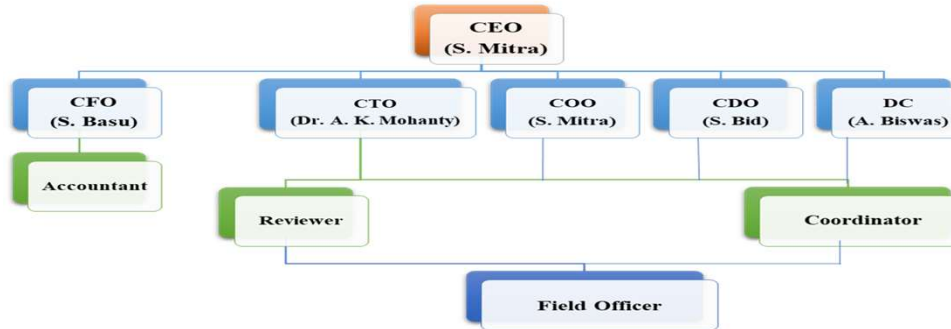 CEO
(S. Mitra)
CFO
(S. Basu)
CTO
(Dr. A. K. Mohanty)
COO
(S. Mitra)
CDO
(S. Bid)
DC
(A. Biswas)
Accountant
Reviewer
Coordinator
Field Officer